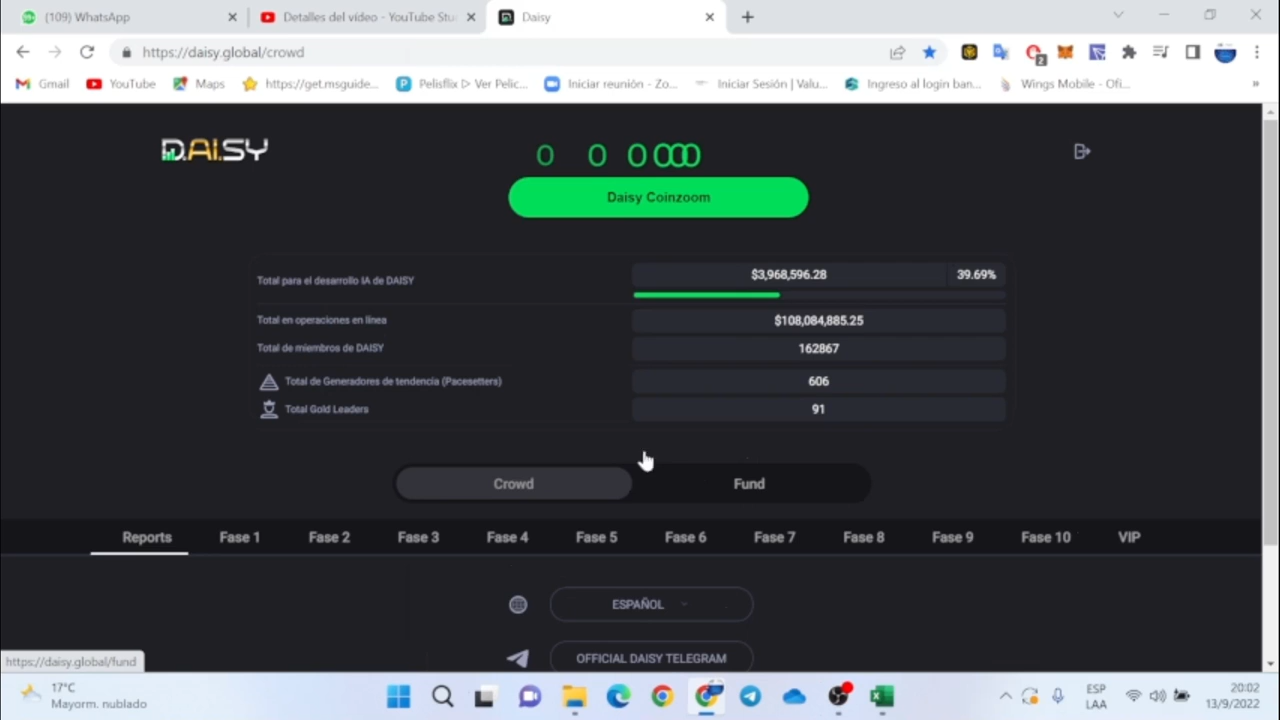 (109) WhatsApp
Detalles del vídeo - YouTube Stu
Daisy
https://daisy.global/crowd
2
Gmail
YouTube
Maps
https://get.msguide...
Pelisflix ▷ Ver Pelic...
Iniciar reunión - Zo...
Iniciar Sesión | Valu...
Ingreso al login ban...
Wings Mobile - Ofi...
»
D.AI.SY
0 0 0 000
Daisy Coinzoom
Total para el desarrollo IA de DAISY
$3,968,596.28
39.69%
Total en operaciones en línea
$108,084,885.25
Total de miembros de DAISY
162867
Total de Generadores de tendencia (Pacesetters)
606
Total Gold Leaders
91
Crowd
Fund
Reports
Fase 1
Fase 2
Fase 3
Fase 4
Fase 5
Fase 6
Fase 7
Fase 8
Fase 9
Fase 10
VIP
ESPAÑOL
OFFICIAL DAISY TELEGRAM
https://daisy.global/fund
17°C
Mayorm. nublado
ESP
LAA
20:02
13/9/2022